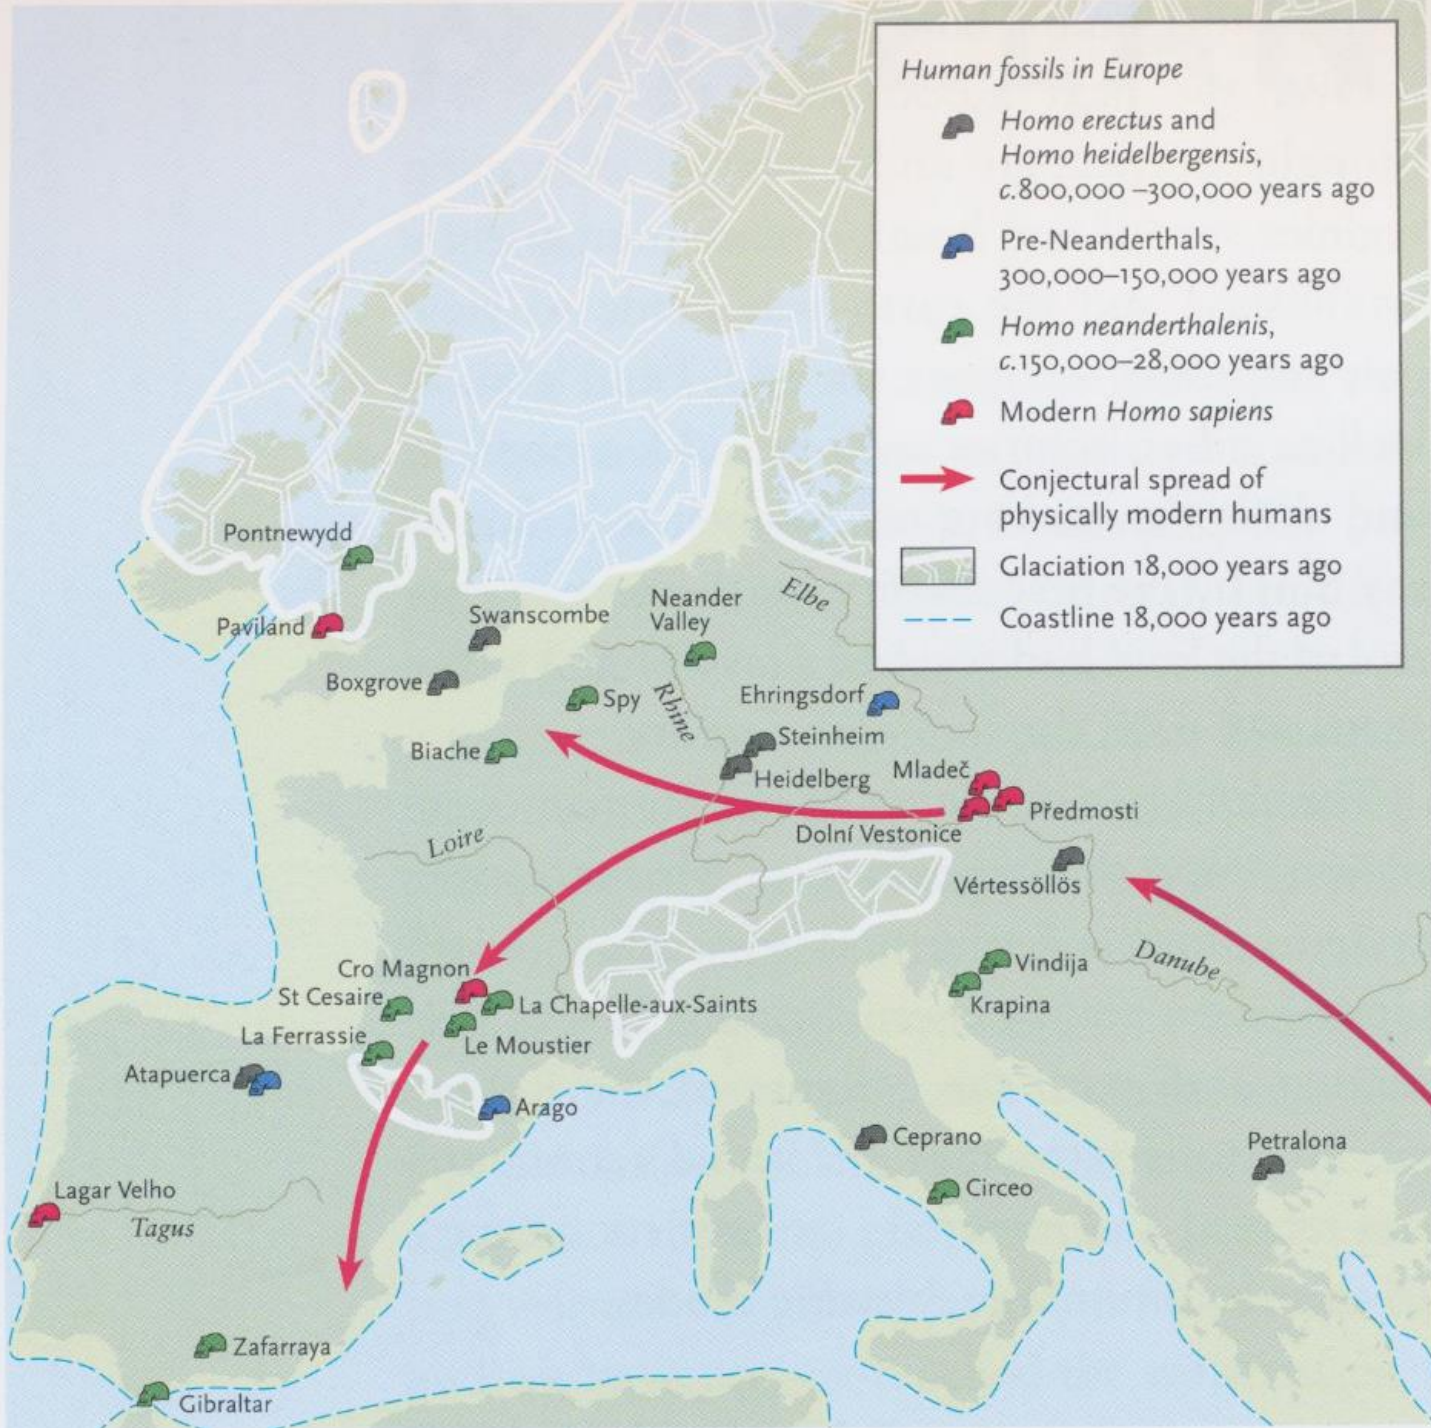 Human fossils in Europe
Homo erectus and
Homo heidelbergensis,
c.800,000 –300,000 years ago
Pre-Neanderthals,
300,000–150,000 years ago
Homo neanderthalenis,
c.150,000–28,000 years ago
Modern Homo sapiens
Conjectural spread of
physically modern humans
Glaciation 18,000 years ago
Coastline 18,000 years ago
Pontnewydd
Paviland
Swanscombe
Boxgrove
Neander
Valley
Elbe
Spy
Rhine
Ehringsdorf
Biache
Steinheim
Heidelberg
Mladeč
Předmosti
Dolní Vestonice
Loire
Vértessöllös
Danube
Vindija
Krapina
Cro Magnon
St Cesaire
La Chapelle-aux-Saints
La Ferrassie
Le Moustier
Atapuerca
Arago
Ceprano
Petralona
Circeo
Lagar Velho
Tagus
Zafarraya
Gibraltar